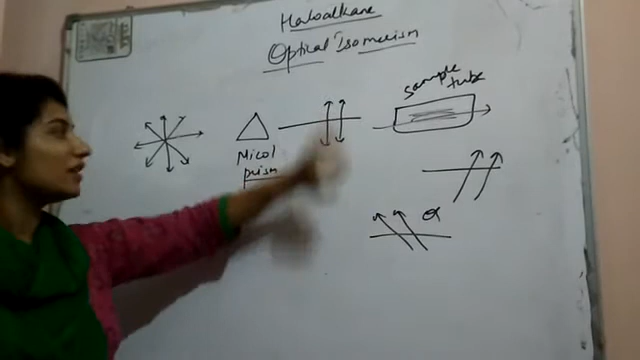 Haloalkane
Optical Isomerism
Sample
tube
Nicol
prism
α